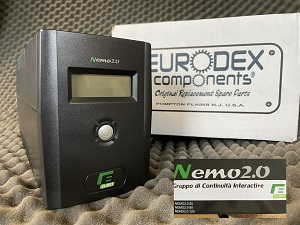 Nemo2.0
EURODEX
components®
Original Replacement Spare Parts
POMPTON PLAINS N.J. U.S.A.
Nemo2.0
Gruppo di Continuità Interactive